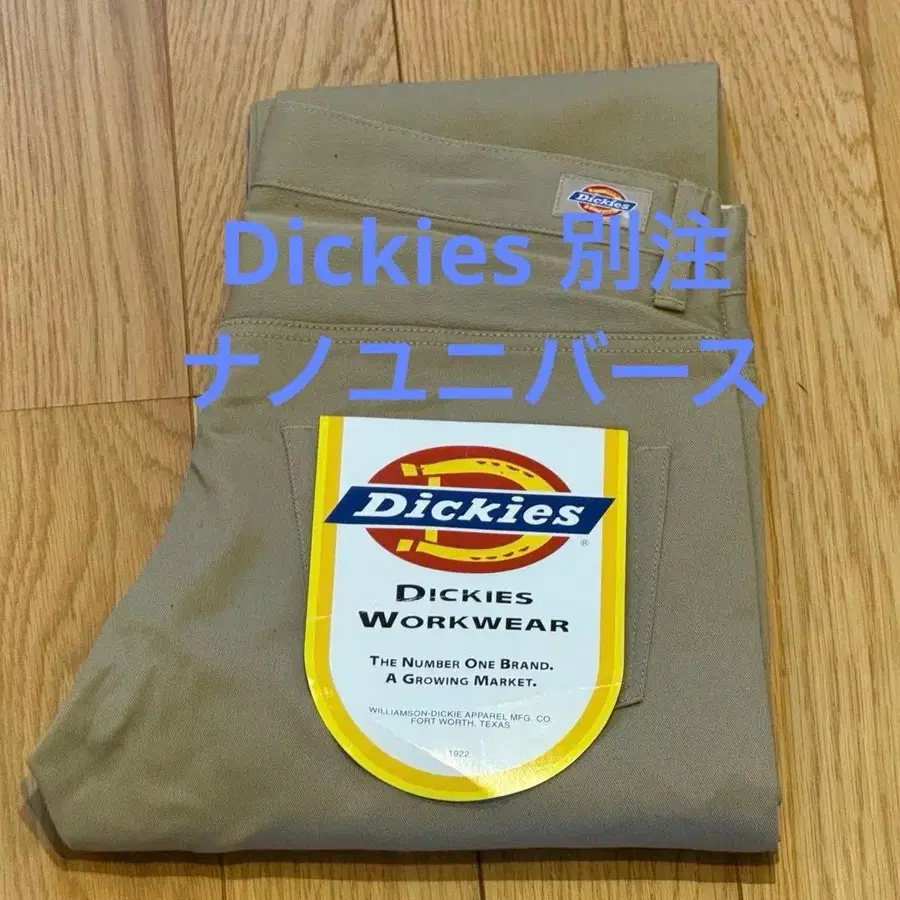 Dickies
Dickies 別注
ナノユニバース
Dickies
®
DICKIES
WORKWEAR
THE NUMBER ONE BRAND.
A GROWING MARKET.
WILLIAMSON-DICKIE APPAREL MFG. CO
FORT WORTH, TEXAS
1922